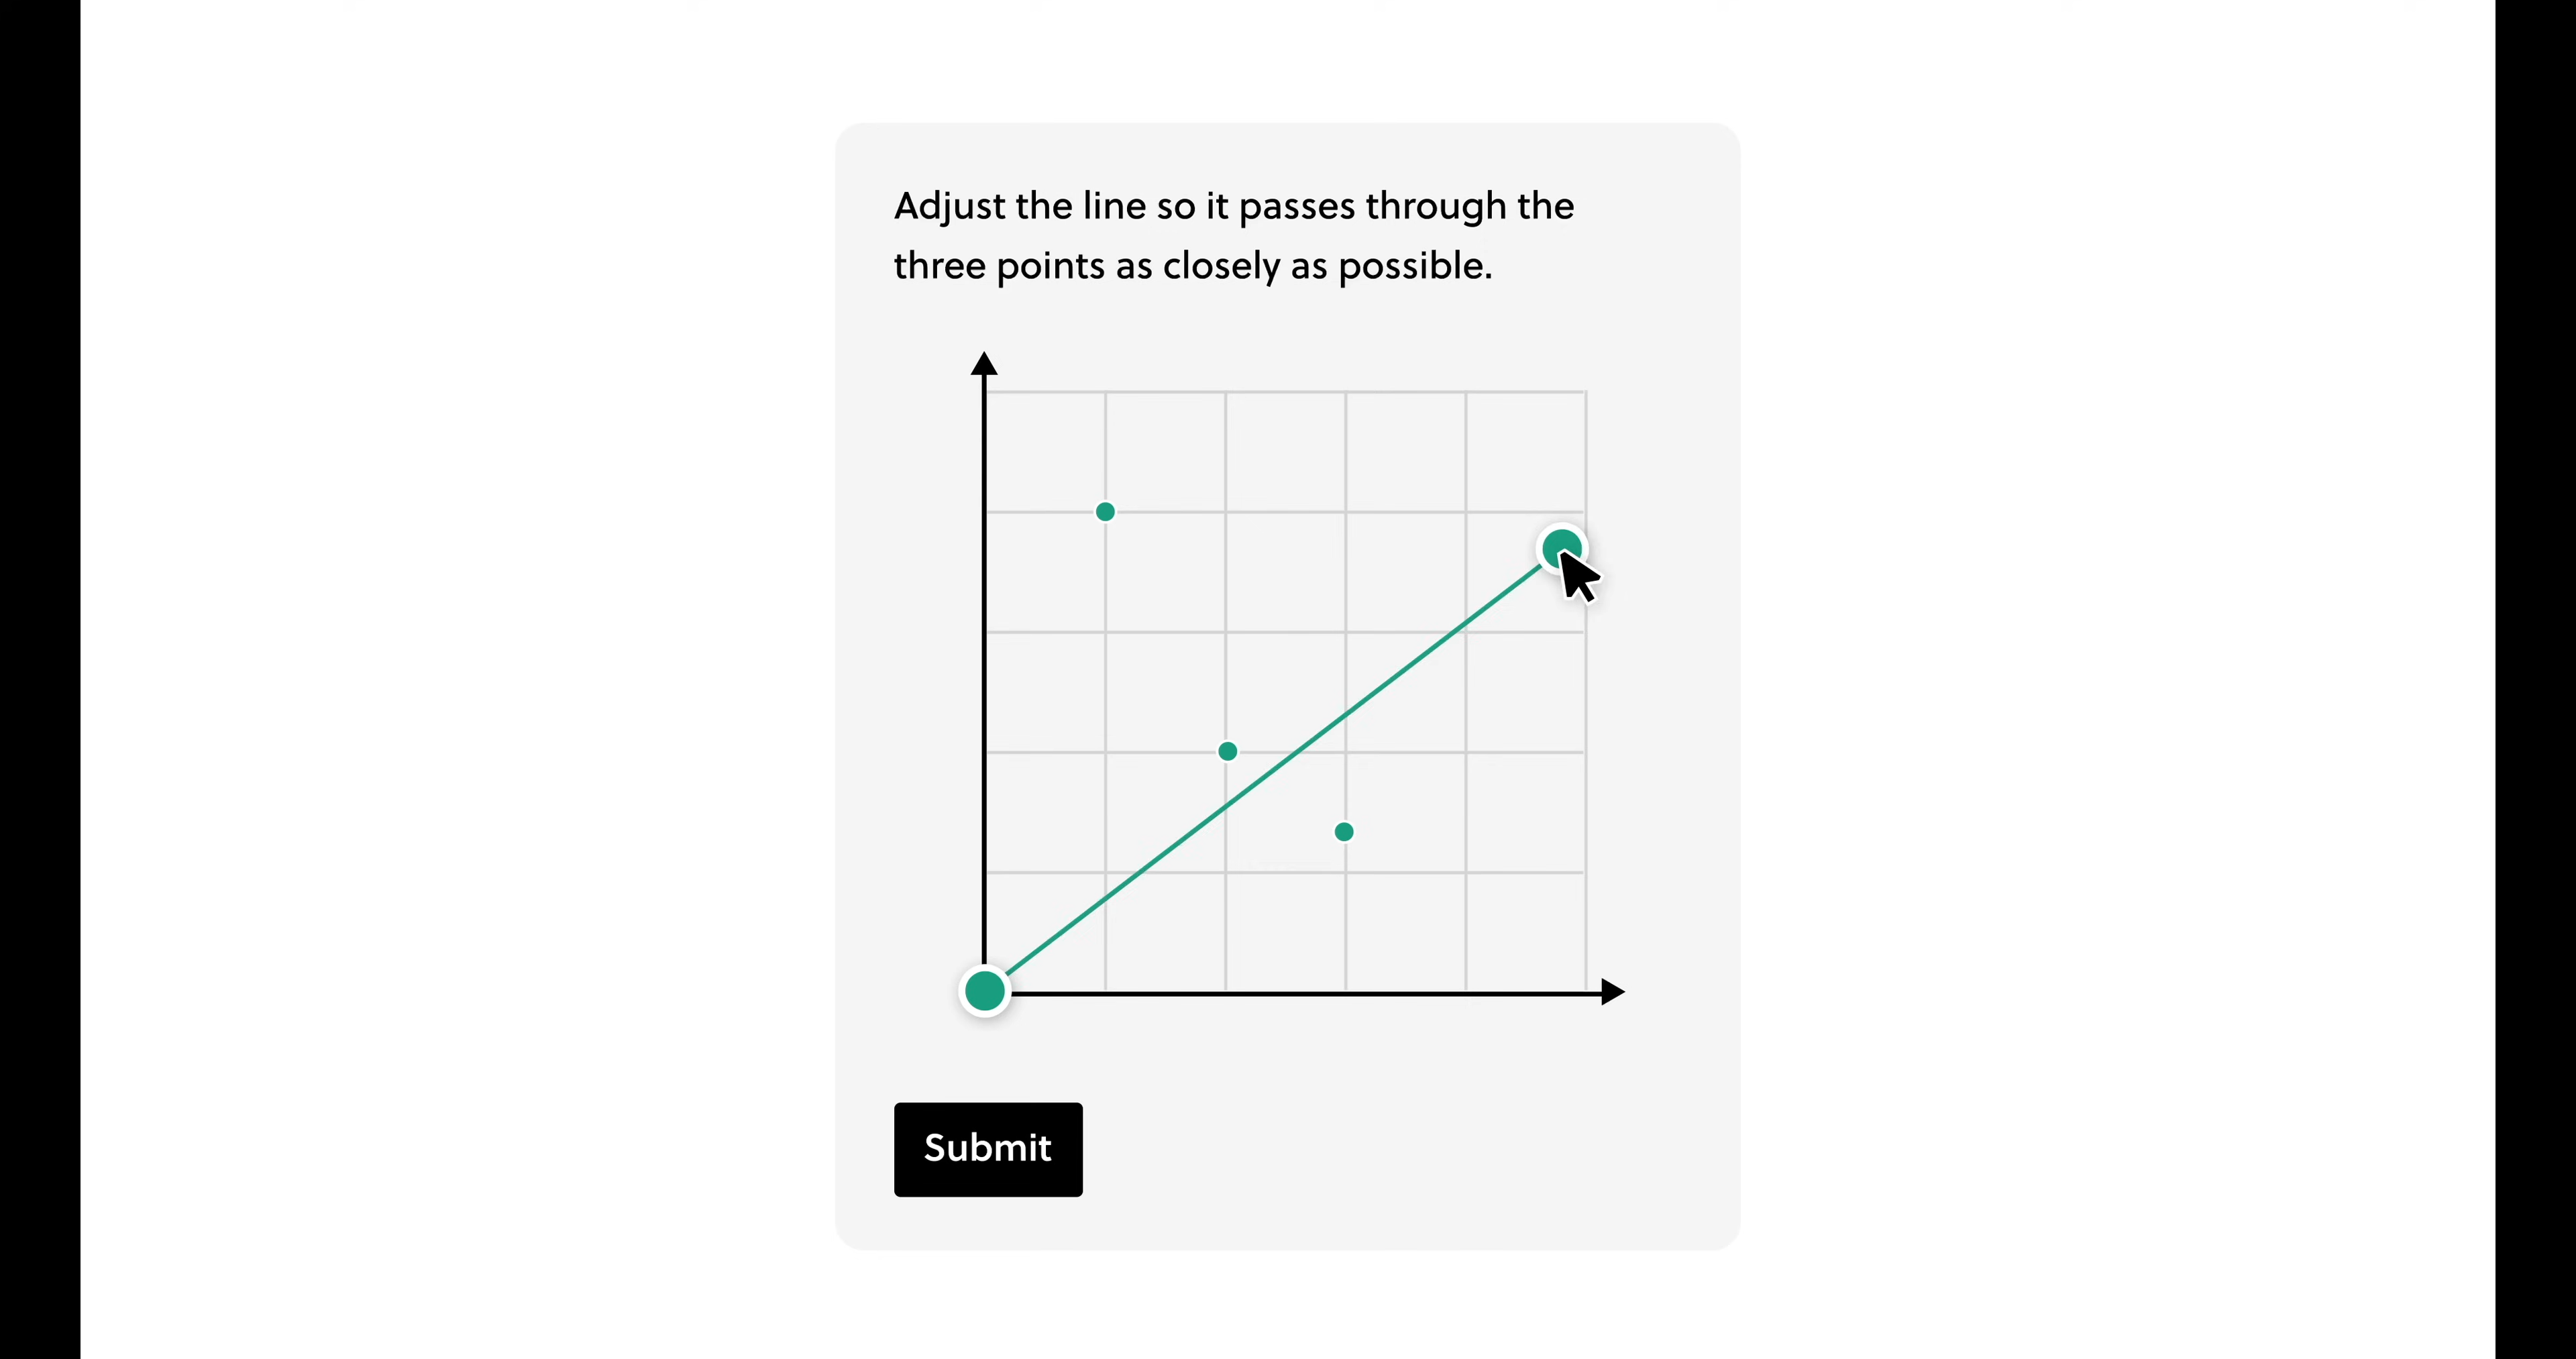 Adjust the line so it passes through the
three points as closely as possible.
Submit